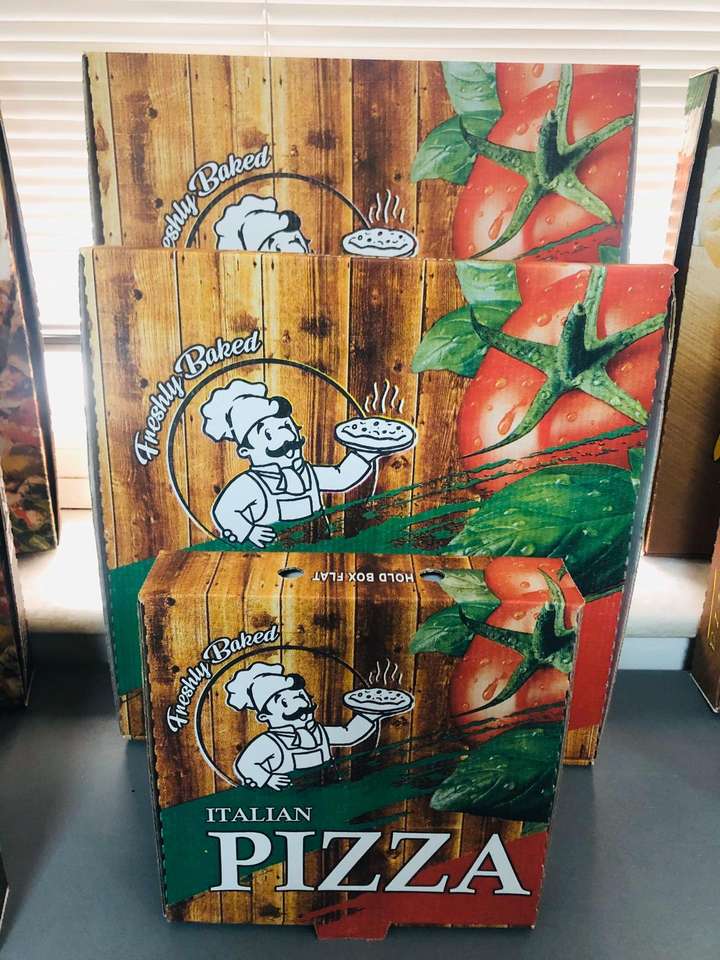 Freshly Baked
Freshly Baked
HOLD BOX FLAT
Freshly Baked
ITALIAN
PIZZA